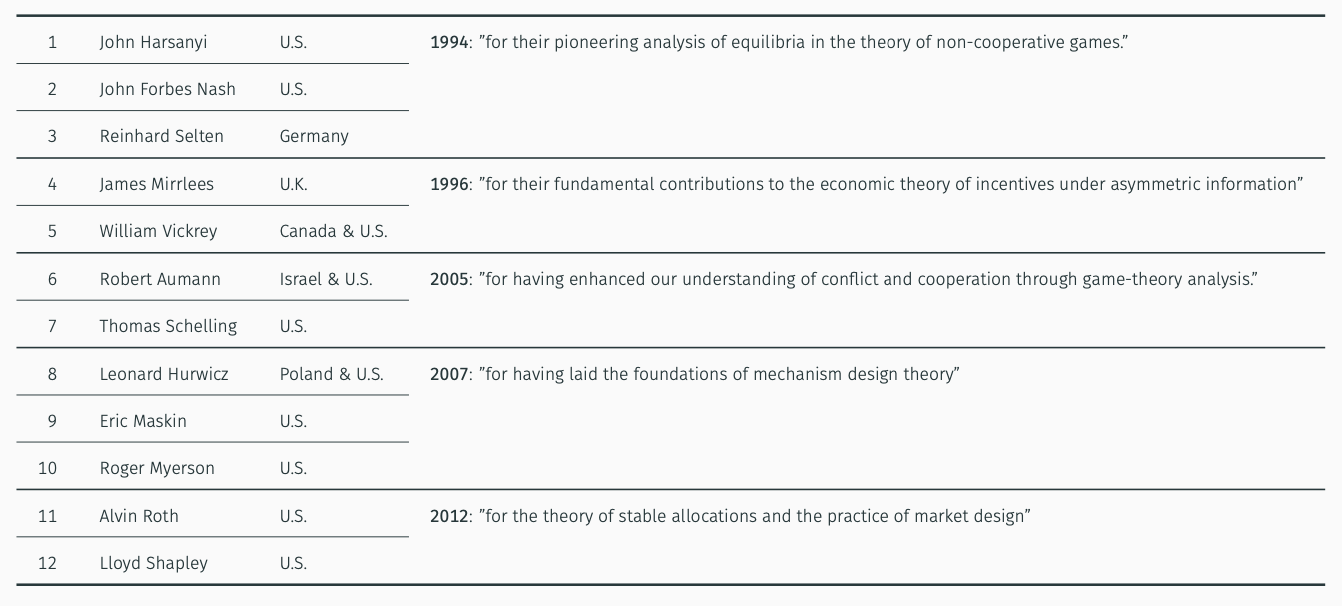 1 John Harsanyi U.S. 1994: ”for their pioneering analysis of equilibria in the theory of non-cooperative games.”
2 John Forbes Nash U.S.
3 Reinhard Selten Germany
4 James Mirrlees U.K. 1996: ”for their fundamental contributions to the economic theory of incentives under asymmetric information”
5 William Vickrey Canada & U.S.
6 Robert Aumann Israel & U.S. 2005: ”for having enhanced our understanding of conflict and cooperation through game-theory analysis.”
7 Thomas Schelling U.S.
8 Leonard Hurwicz Poland & U.S. 2007: ”for having laid the foundations of mechanism design theory”
9 Eric Maskin U.S.
10 Roger Myerson U.S.
11 Alvin Roth U.S. 2012: ”for the theory of stable allocations and the practice of market design”
12 Lloyd Shapley U.S.